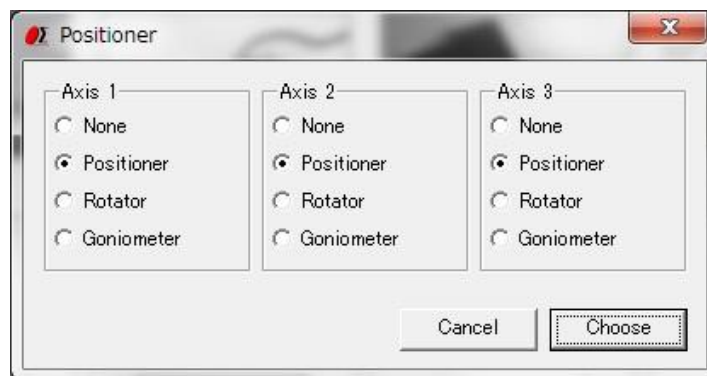 Positioner
Axis 1 Axis 2 Axis 3
None None None
Positioner Positioner Positioner
Rotator Rotator Rotator
Goniometer Goniometer Goniometer
Cancel Choose